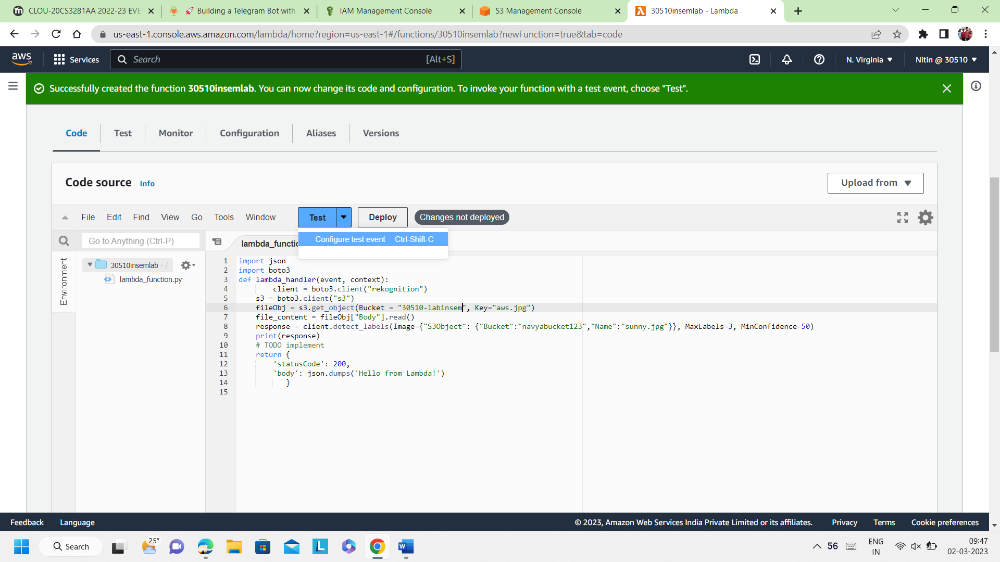 CLOU-20CS3281AA 2022-23 EVE
🚀 Building a Telegram Bot with
IAM Management Console
S3 Management Console
30510insemlab - Lambda
us-east-1.console.aws.amazon.com/lambda/home?region=us-east-1#/functions/30510insemlab?newFunction=true&tab=code
aws
Services
Search
[Alt+S]
N. Virginia
Nitin @ 30510
Successfully created the function 30510insemlab. You can now change its code and configuration. To invoke your function with a test event, choose "Test".
Code
Test
Monitor
Configuration
Aliases
Versions
Code source
Info
Upload from
File
Edit
Find
View
Go
Tools
Window
Test
Deploy
Changes not deployed
Configure test event Ctrl-Shift-C
Go to Anything (Ctrl-P)
lambda_functio
Environment
30510insemlab - /
lambda_function.py
1 import json
2 import boto3
3 def lambda_handler(event, context):
4 client = boto3.client("rekognition")
5 s3 = boto3.client("s3")
6 fileObj = s3.get_object(Bucket = "30510-labinsem", Key="aws.jpg")
7 file_content = fileObj["Body"].read()
8 response = client.detect_labels(Image={"S3Object": {"Bucket":"navyabucket123","Name":"sunny.jpg"}}, MaxLabels=3, MinConfidence=50)
9 print(response)
10 # TODO implement
11 return {
12 'statusCode': 200,
13 'body': json.dumps('Hello from Lambda!')
14 }
15
Feedback
Language
© 2023, Amazon Web Services India Private Limited or its affiliates.
Privacy
Terms
Cookie preferences
Search
25°
L
W
56
ENG
IN
09:47
02-03-2023